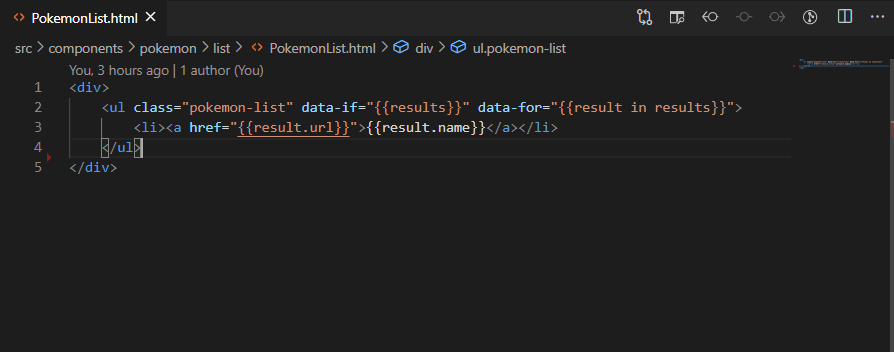 PokemonList.html
src > components > pokemon > list > PokemonList.html > div > ul.pokemon-list
You, 3 hours ago | 1 author (You)
1 <div>
2 <ul class="pokemon-list" data-if="{{results}}" data-for="{{result in results}}">
3 <li><a href="{{result.url}}">{{result.name}}</a></li>
4 </ul>
5 </div>